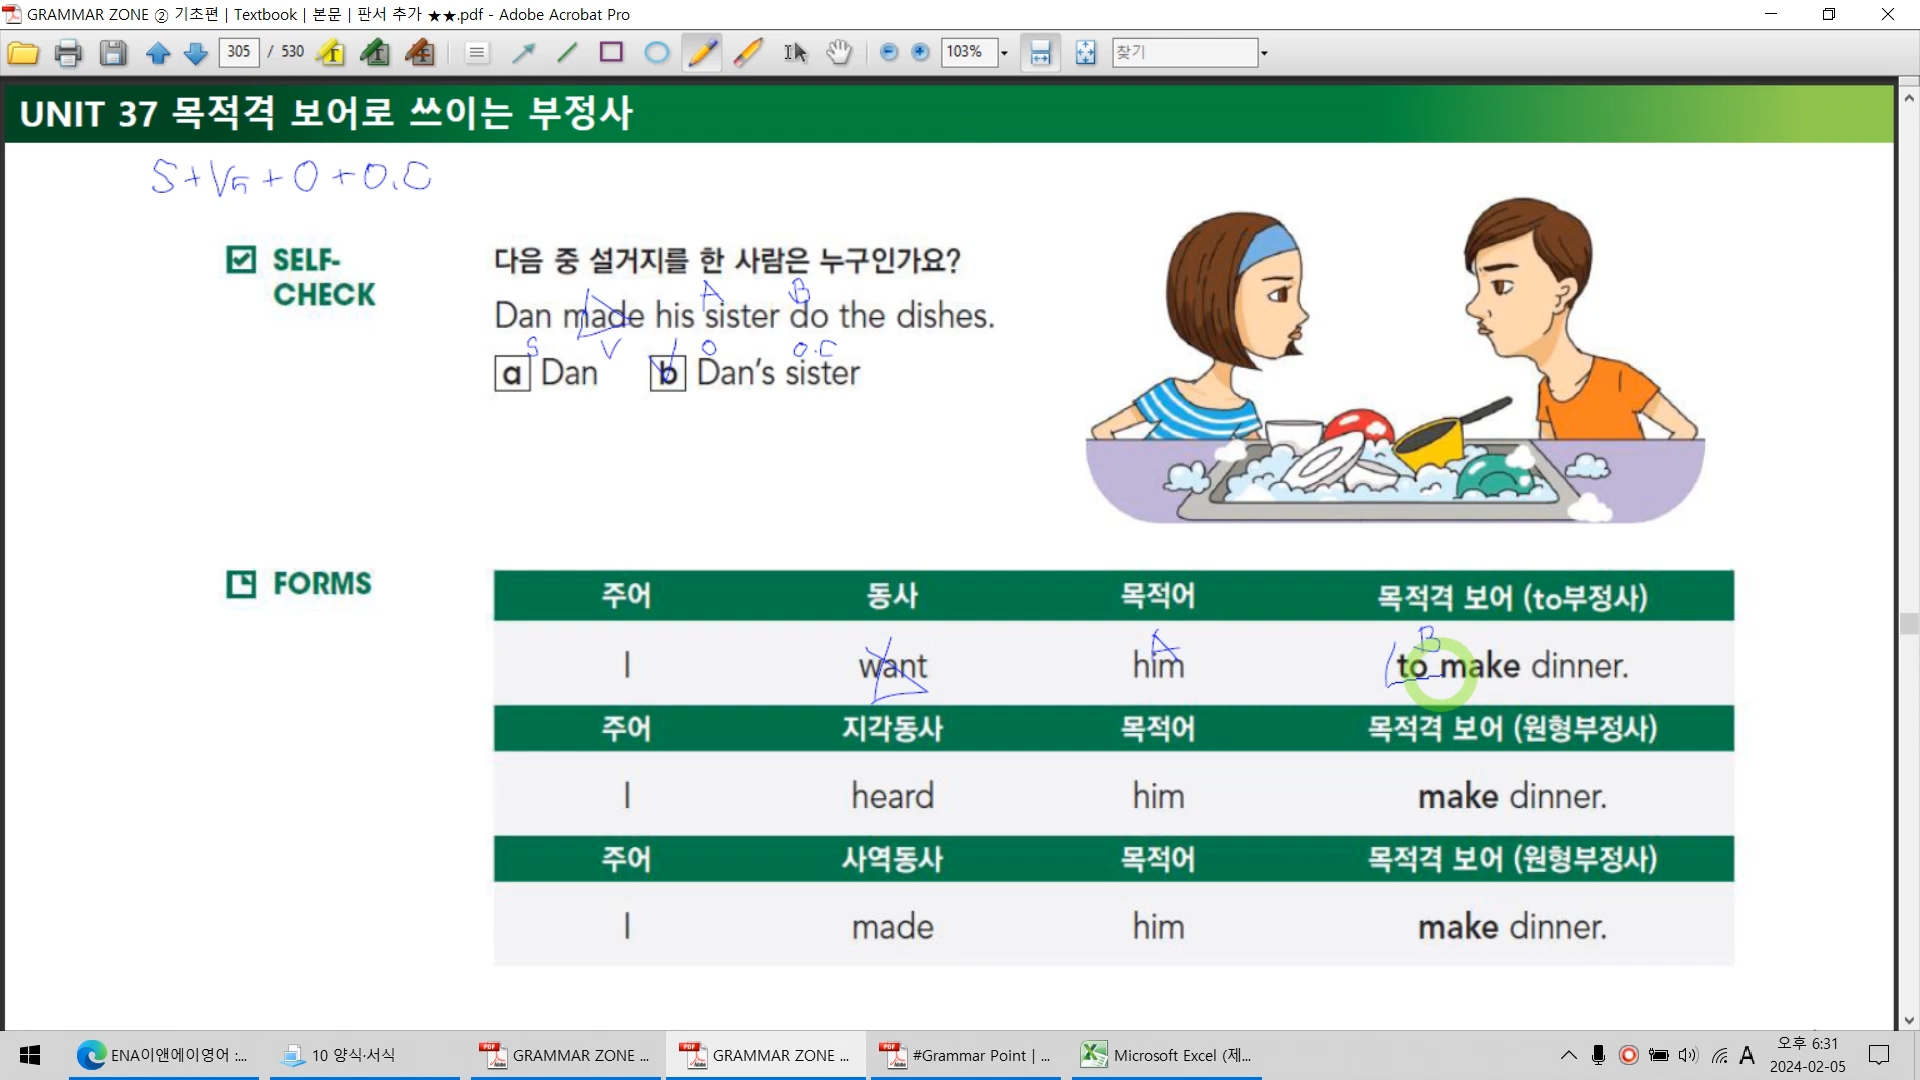 GRAMMAR ZONE ② 기초편 | Textbook | 본문 | 판서 추가 ★★.pdf - Adobe Acrobat Pro
305 / 530
103%
찾기
UNIT 37 목적격 보어로 쓰이는 부정사
S+V5+O+O.C
SELF-CHECK
다음 중 설거지를 한 사람은 누구인가요?
A B
Dan made his sister do the dishes.
S V O O.C
a Dan b Dan's sister
FORMS
주어 동사 목적어 목적격 보어 (to부정사)
A B
I want him to make dinner.
주어 지각동사 목적어 목적격 보어 (원형부정사)
I heard him make dinner.
주어 사역동사 목적어 목적격 보어 (원형부정사)
I made him make dinner.
ENA이앤에이영어 :...
10 양식·서식
GRAMMAR ZONE ...
GRAMMAR ZONE ...
#Grammar Point | ...
Microsoft Excel (제...
A
오후 6:31
2024-02-05